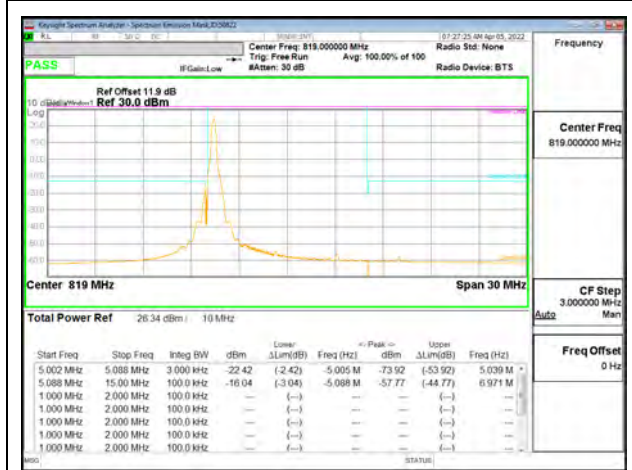 Keysight Spectrum Analyzer - Spectrum Emission Mask,ID50822
RL RF 50 Ω DC SENSE:INT 07:27:25 AM Apr 05, 2022
Center Freq: 819.000000 MHz Radio Std: None Frequency
Trig: Free Run Avg: 100.00% of 100
PASS IFGain:Low #Atten: 30 dB Radio Device: BTS
Ref Offset 11.9 dB
10 dB Ref 30.0 dBm
Log
Center Freq
819.000000 MHz
Center 819 MHz Span 30 MHz
CF Step
3.000000 MHz
Auto Man
Total Power Ref 26.34 dBm / 10 MHz
Lower <- Peak -> Upper
Start Freq Stop Freq Integ BW dBm ΔLim(dB) Freq (Hz) dBm ΔLim(dB) Freq (Hz)
Freq Offset
0 Hz
5.002 MHz 5.088 MHz 3.000 kHz -22.42 (-2.42) -5.005 M -73.92 (-53.92) 5.039 M
5.088 MHz 15.00 MHz 100.0 kHz -16.04 (-3.04) -5.088 M -57.77 (-44.77) 6.971 M
1.000 MHz 2.000 MHz 100.0 kHz --- (---) --- --- (---) ---
1.000 MHz 2.000 MHz 100.0 kHz --- (---) --- --- (---) ---
1.000 MHz 2.000 MHz 100.0 kHz --- (---) --- --- (---) ---
1.000 MHz 2.000 MHz 100.0 kHz --- (---) --- --- (---) ---
1.000 MHz 2.000 MHz 100.0 kHz --- (---) --- --- (---) ---
MSG STATUS